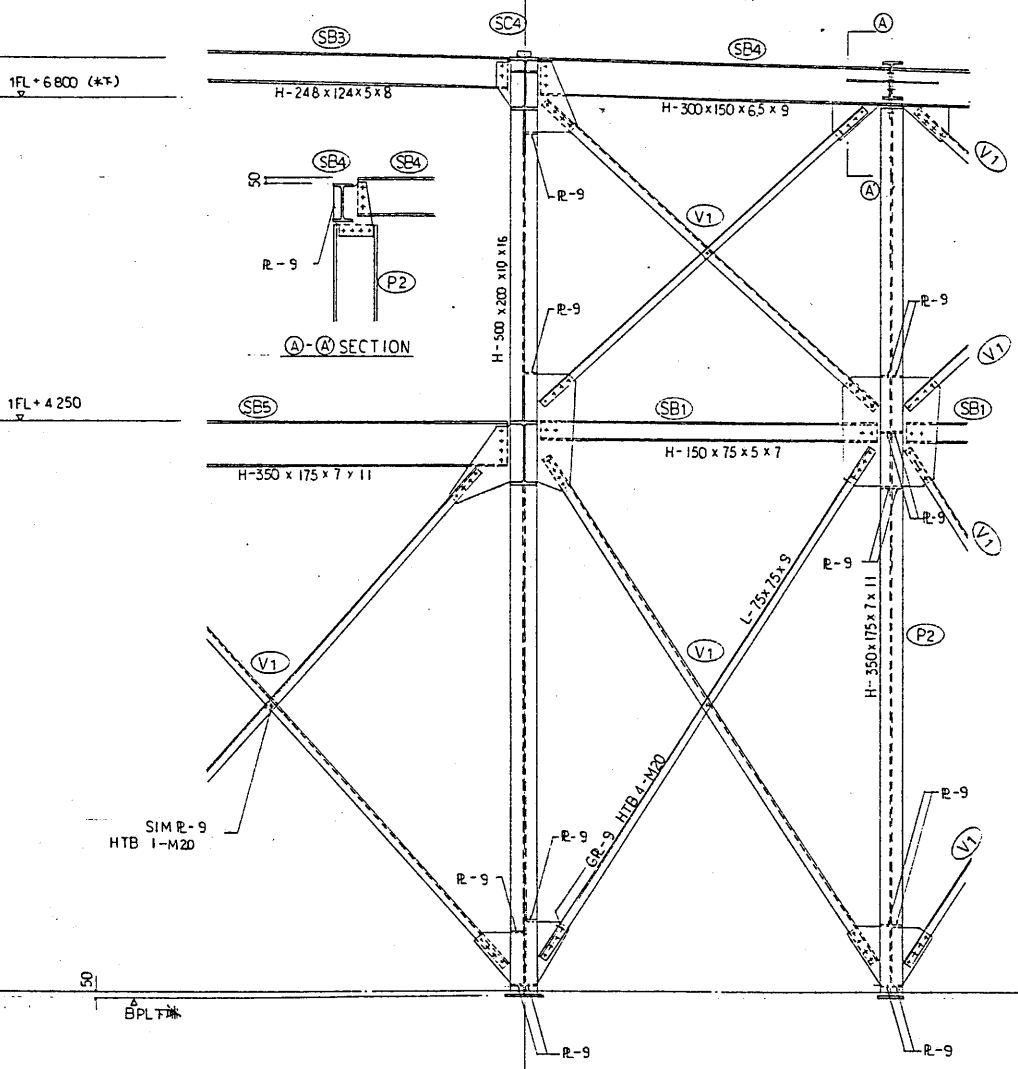 SC4
SB3
SB4
A
1FL+6800 (水下)
H-248x124x5x8
H-300x150x6.5x9
V1
SB4
SB4
50
A'
PL-9
V1
PL-9
P2
H-500x200x10x16
A-A' SECTION
PL-9
PL-9
V1
1FL+4250
SB5
SB1
SB1
H-350x175x7x11
H-150x75x5x7
PL-9
V1
PL-9
L-75x75x9
H-350x175x7x11
P2
V1
V1
HTB 4-M20
SIM PL-9
HTB 1-M20
PL-9
PL-9
GPL-9
PL-9
V1
50
BPL下端
PL-9
PL-9